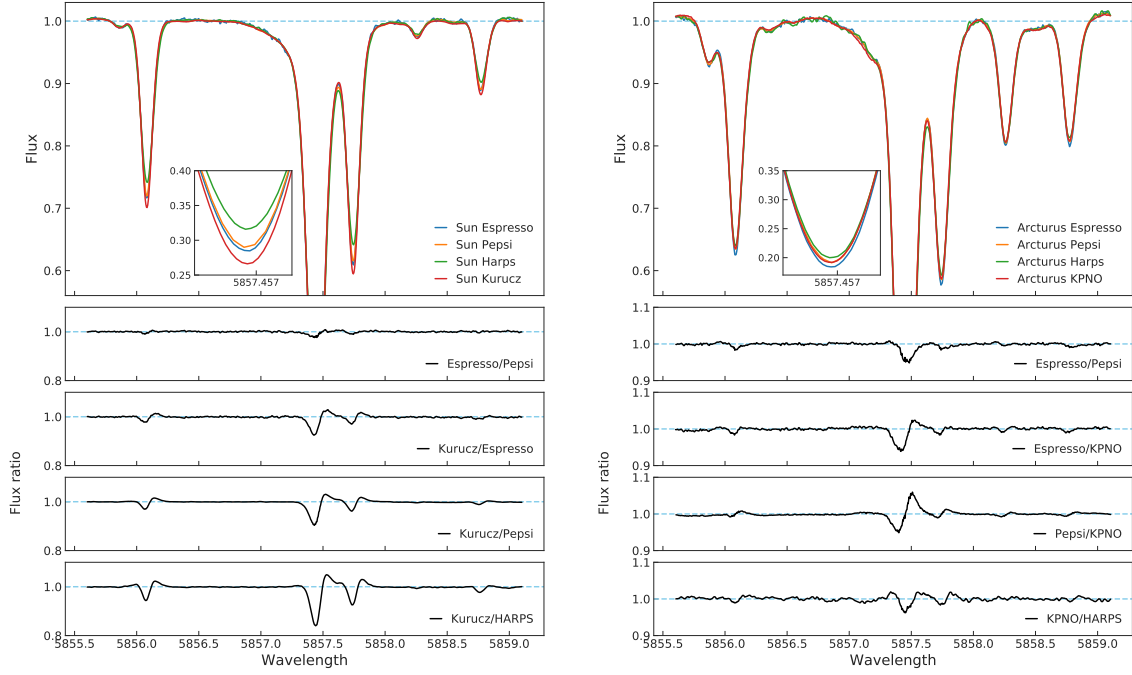 1.0
0.9
0.8
0.7
0.6
Flux
0.40
0.30
0.25
5857.457
Sun Espresso
Sun Pepsi
Sun Harps
Sun Kurucz
1.0
0.8
Espresso/Pepsi
1.0
0.8
Kurucz/Espresso
1.0
0.8
Kurucz/Pepsi
1.0
0.8
Kurucz/HARPS
Flux ratio
5855.5
5856.0
5856.5
5857.0
5857.5
5858.0
5858.5
5859.0
Wavelength
1.0
0.9
0.8
0.7
0.6
Flux
0.35
0.30
0.20
5857.457
Arcturus Espresso
Arcturus Pepsi
Arcturus Harps
Arcturus KPNO
1.1
1.0
0.9
Espresso/Pepsi
1.1
1.0
0.9
Espresso/KPNO
1.1
1.0
0.9
Pepsi/KPNO
1.1
1.0
0.9
KPNO/HARPS
Flux ratio
5855.5
5856.0
5856.5
5857.0
5857.5
5858.0
5858.5
5859.0
Wavelength